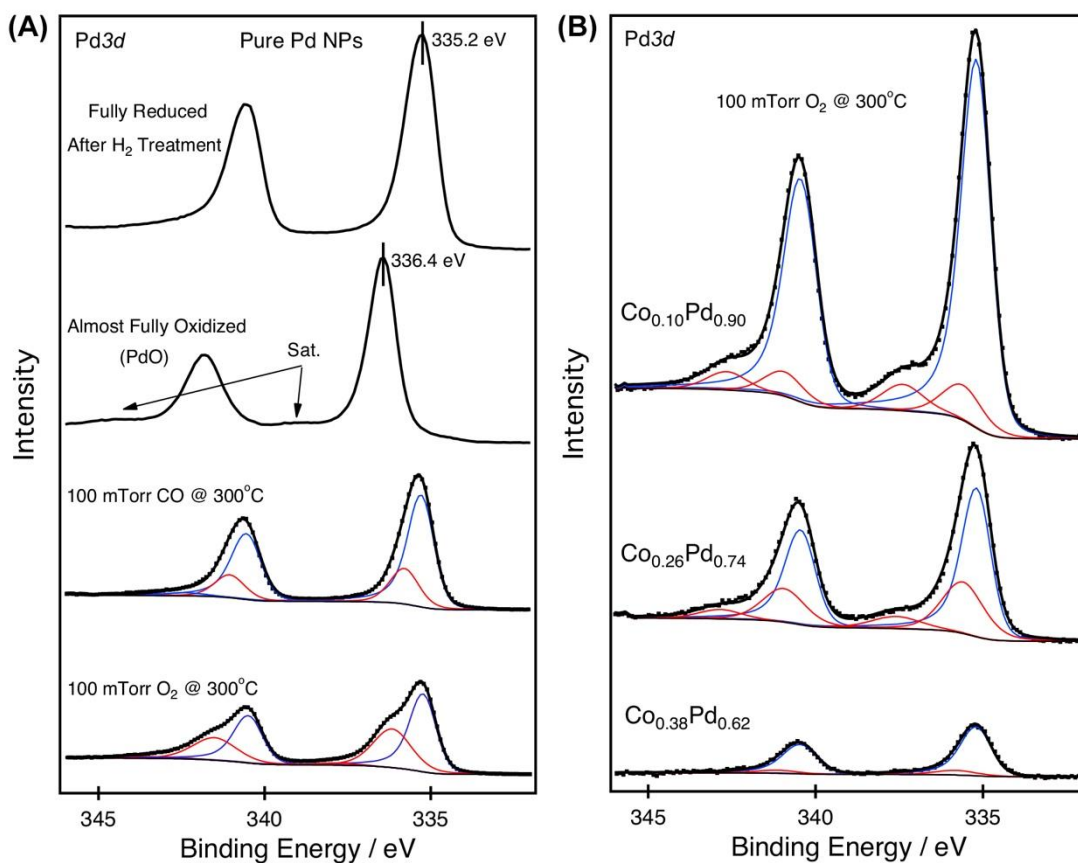 (A)
Pd3d
Pure Pd NPs
335.2 eV
Fully Reduced
After H₂ Treatment
336.4 eV
Almost Fully Oxidized
(PdO)
Sat.
100 mTorr CO @ 300°C
100 mTorr O₂ @ 300°C
Intensity
345 340 335
Binding Energy / eV
(B)
Pd3d
100 mTorr O₂ @ 300°C
Co₀.₁₀Pd₀.₉₀
Co₀.₂₆Pd₀.₇₄
Co₀.₃₈Pd₀.₆₂
Intensity
345 340 335
Binding Energy / eV